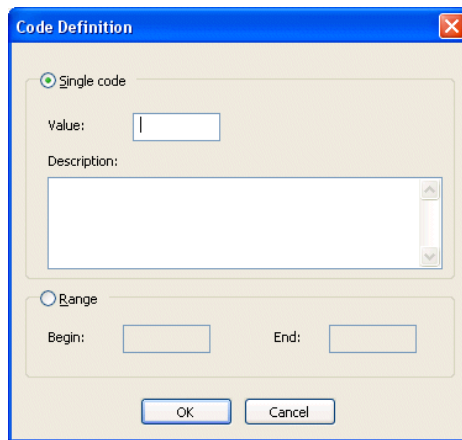 Code Definition
Single code
Value:
Description:
Range
Begin: End:
OK Cancel